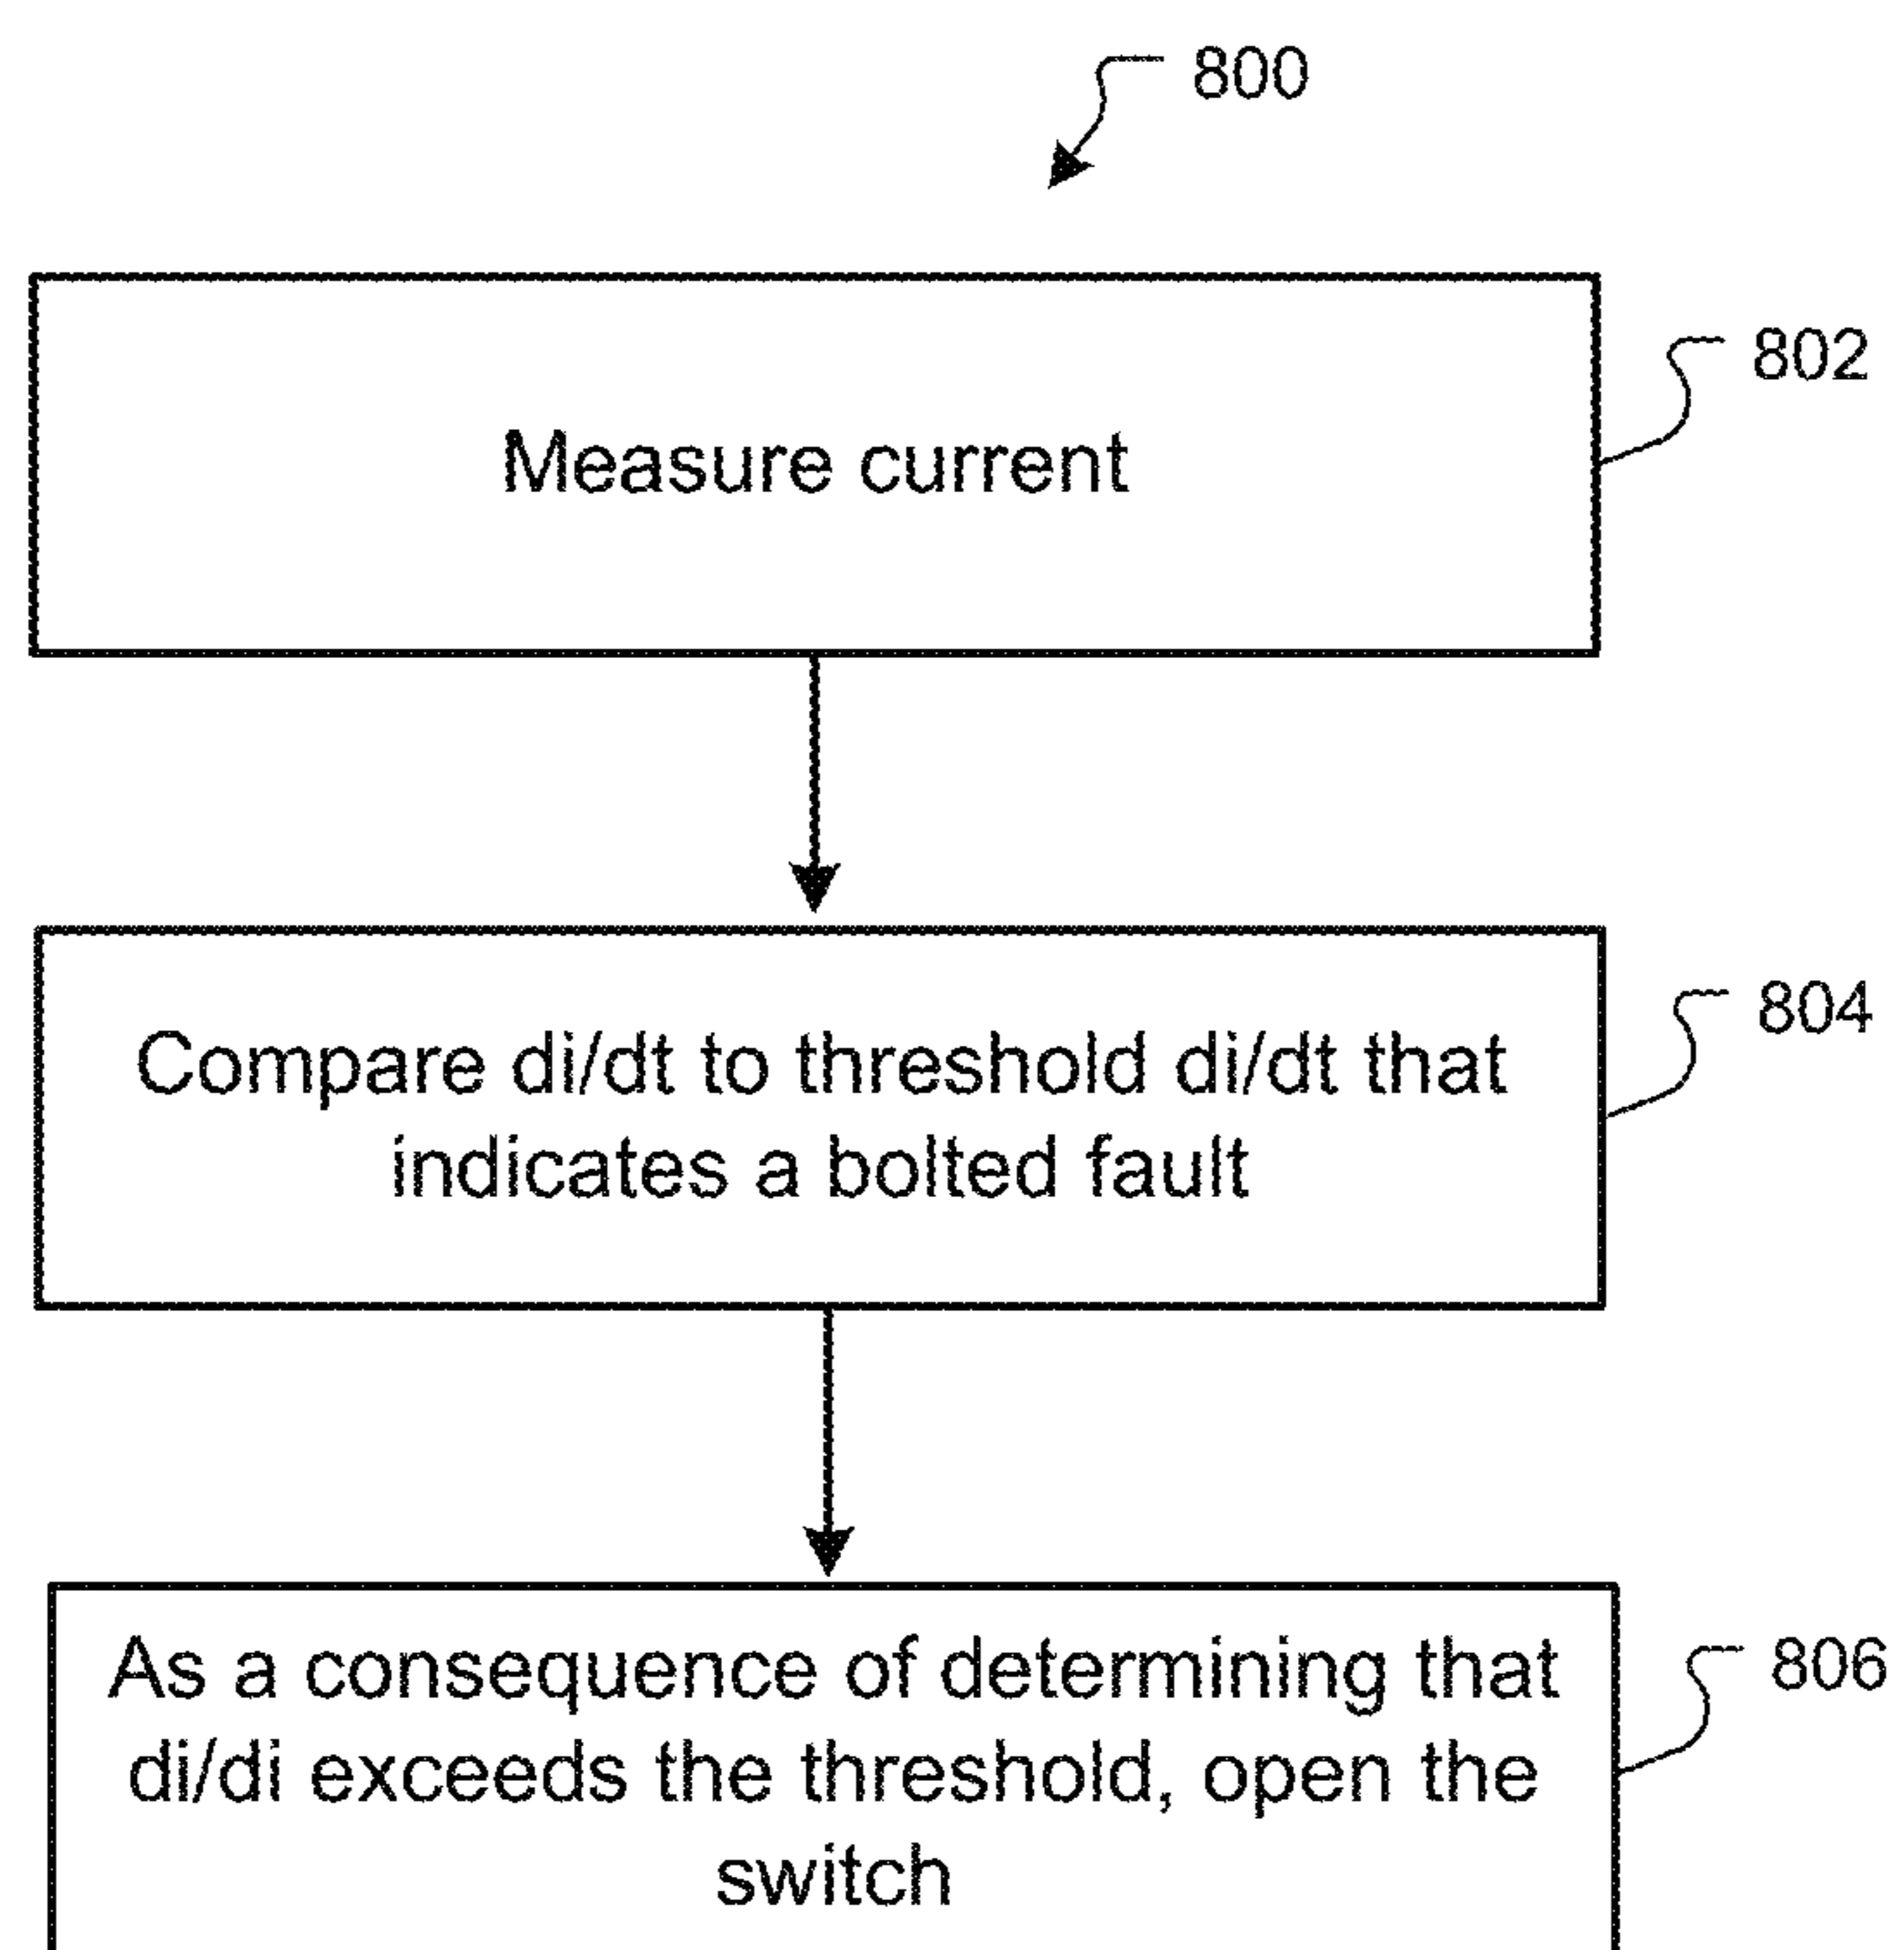 800
Measure current
802
Compare di/dt to threshold di/dt that
indicates a bolted fault
804
As a consequence of determining that
di/di exceeds the threshold, open the
switch
806